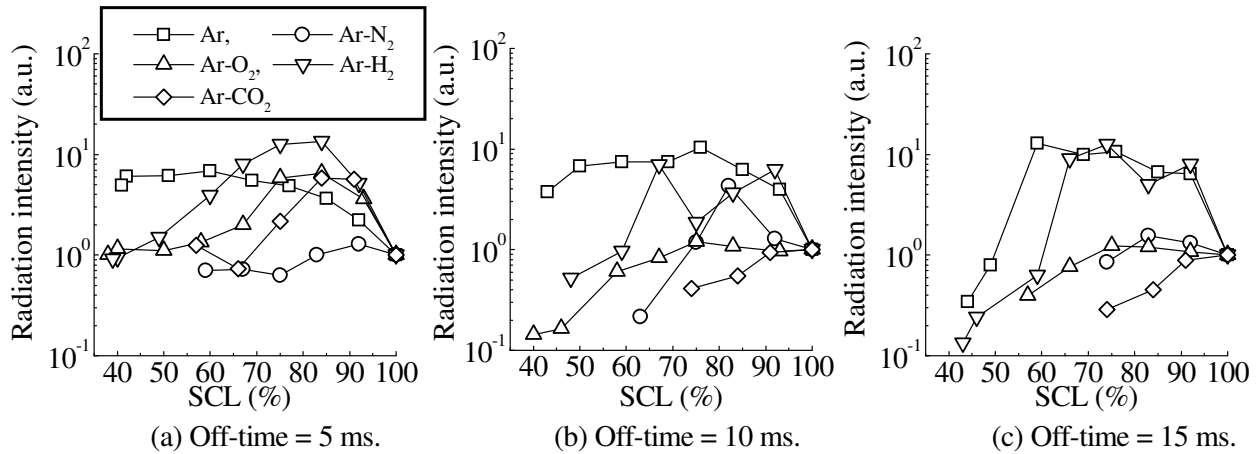 Ar, Ar-N2
Ar-O2, Ar-H2
Ar-CO2
Radiation intensity (a.u.)
10^2
10^1
10^0
10^-1
40 50 60 70 80 90 100
SCL (%)
(a) Off-time = 5 ms.
Radiation intensity (a.u.)
10^2
10^1
10^0
10^-1
40 50 60 70 80 90 100
SCL (%)
(b) Off-time = 10 ms.
Radiation intensity (a.u.)
10^2
10^1
10^0
10^-1
40 50 60 70 80 90 100
SCL (%)
(c) Off-time = 15 ms.